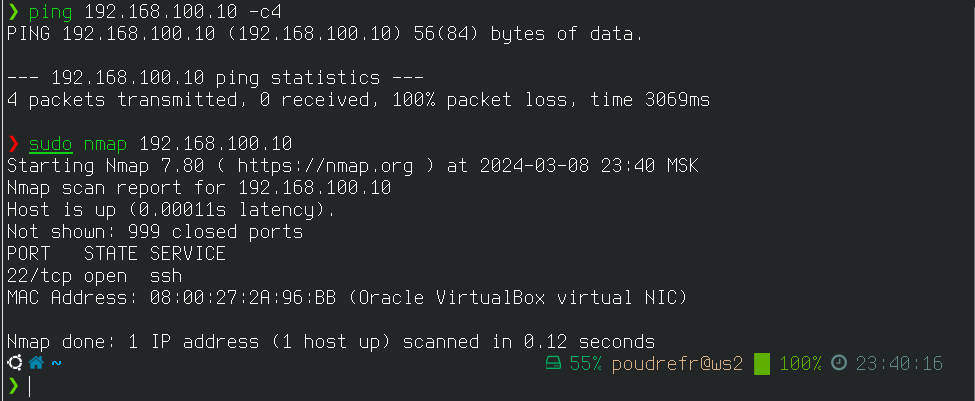 ❯ ping 192.168.100.10 -c4
PING 192.168.100.10 (192.168.100.10) 56(84) bytes of data.
--- 192.168.100.10 ping statistics ---
4 packets transmitted, 0 received, 100% packet loss, time 3069ms
❯ sudo nmap 192.168.100.10
Starting Nmap 7.80 ( https://nmap.org ) at 2024-03-08 23:40 MSK
Nmap scan report for 192.168.100.10
Host is up (0.00011s latency).
Not shown: 999 closed ports
PORT   STATE SERVICE
22/tcp open  ssh
MAC Address: 08:00:27:2A:96:BB (Oracle VirtualBox virtual NIC)
Nmap done: 1 IP address (1 host up) scanned in 0.12 seconds
~ 55% poudrefr@ws2 100% 23:40:16
❯